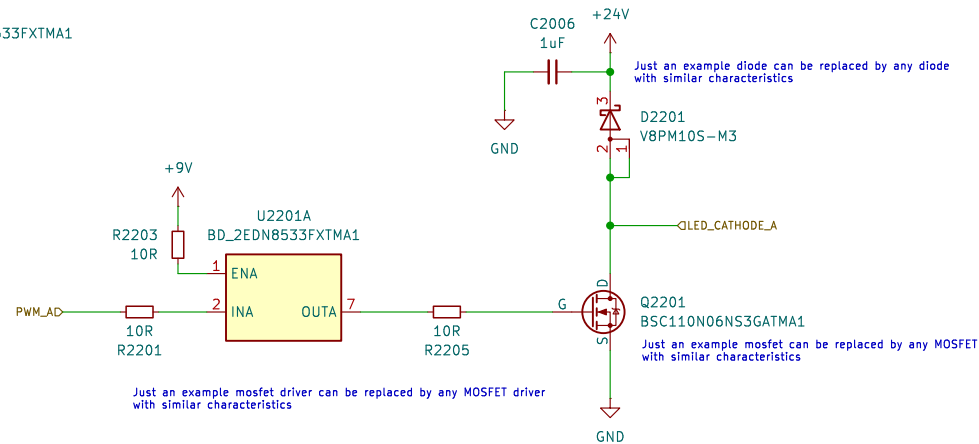 33FXTMA1
+24V
C2006
1uF
Just an example diode can be replaced by any diode
with similar characteristics
3
D2201
V8PM10S-M3
2
1
GND
+9V
U2201A
BD_2EDN8533FXTMA1
R2203
10R
LED_CATHODE_A
1
ENA
D
PWM_A
2
INA
OUTA
7
G
Q2201
BSC110N06NS3GATMA1
10R
R2201
10R
R2205
S
Just an example mosfet can be replaced by any MOSFET
with similar characteristics
Just an example mosfet driver can be replaced by any MOSFET driver
with similar characteristics
GND